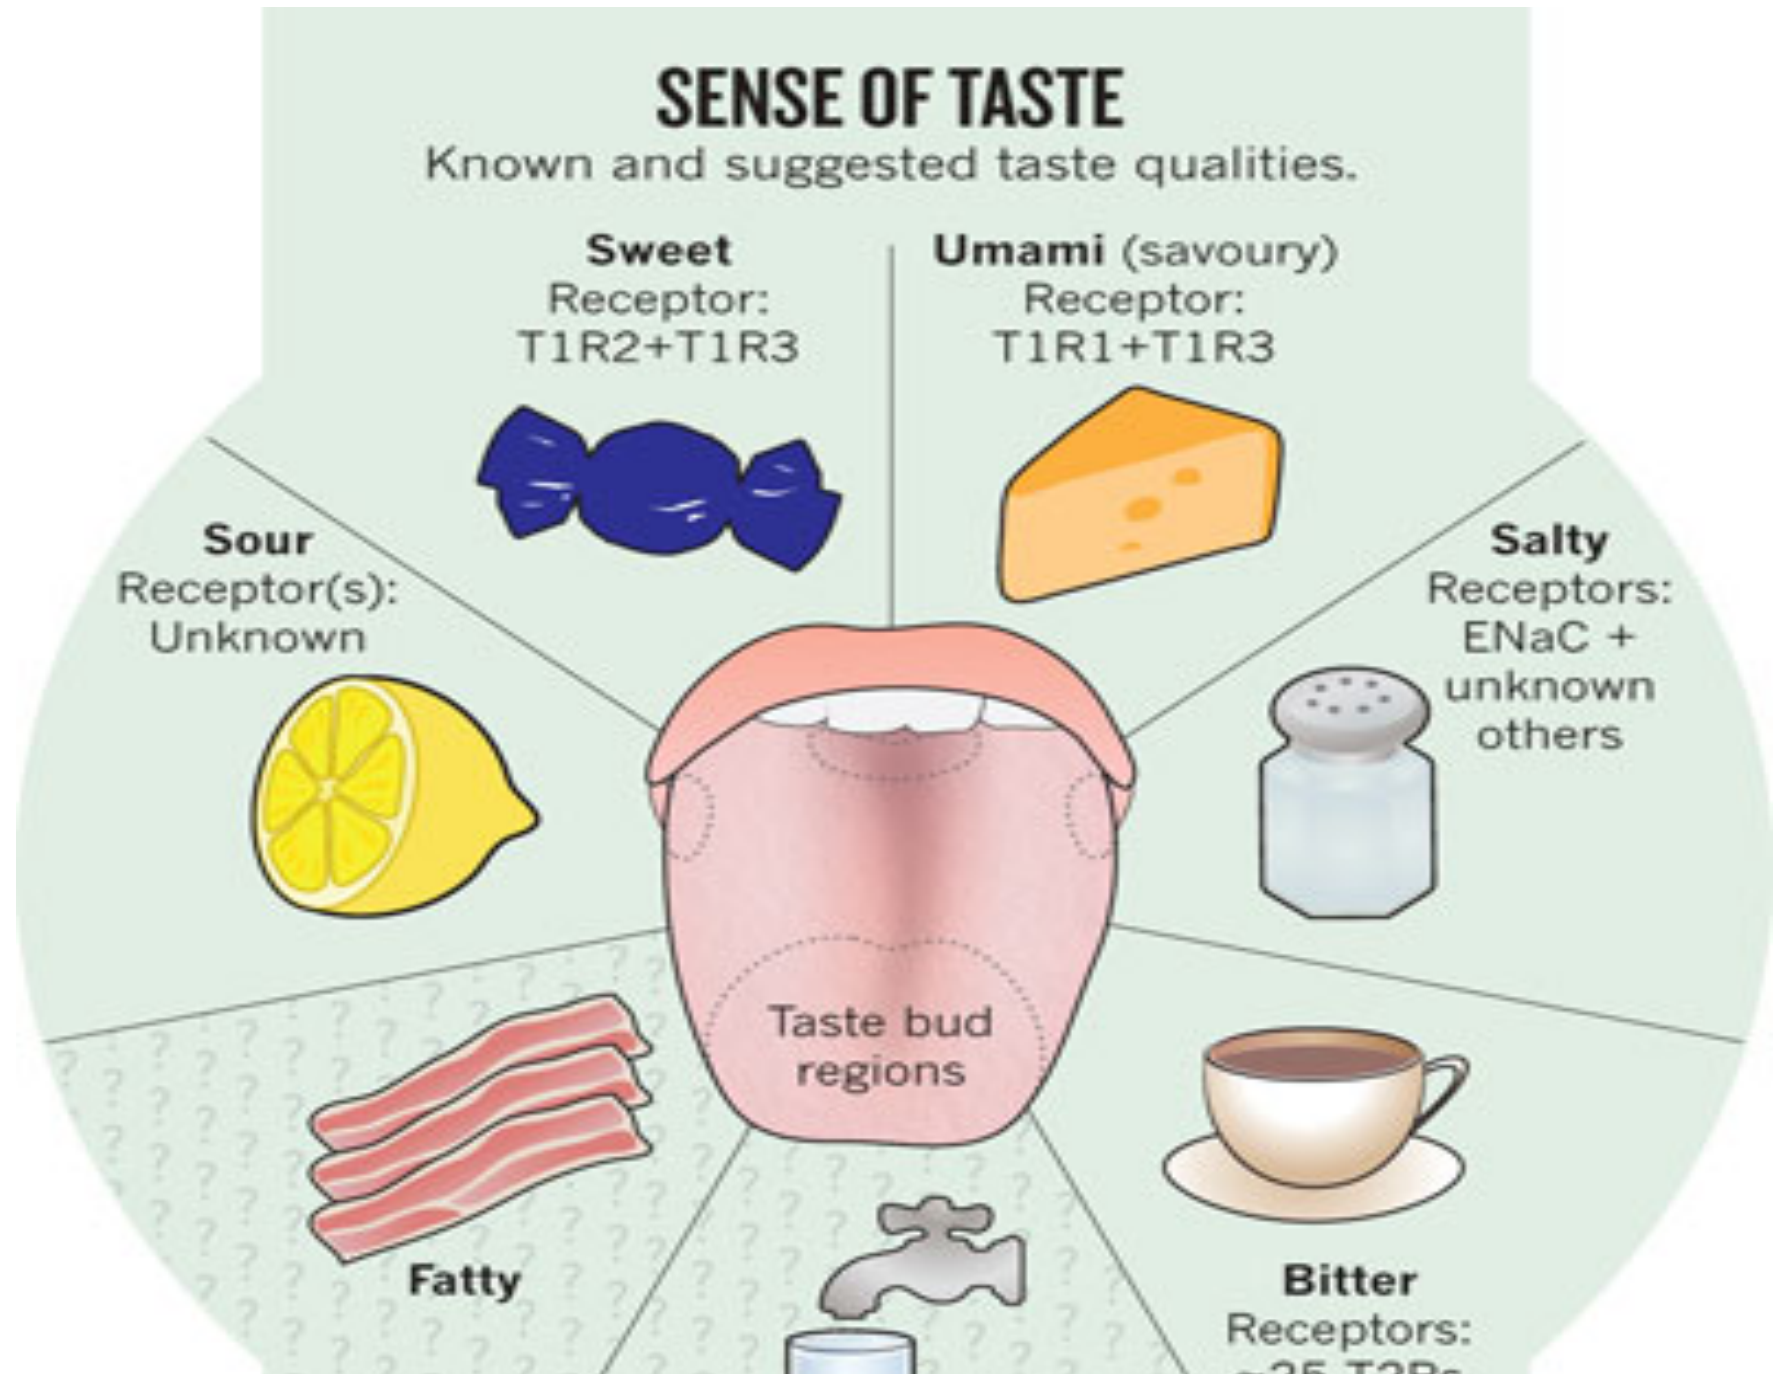 SENSE OF TASTE
Known and suggested taste qualities.
Sweet
Receptor:
T1R2+T1R3
Umami (savoury)
Receptor:
T1R1+T1R3
Sour
Receptor(s):
Unknown
Salty
Receptors:
ENaC +
unknown
others
Taste bud
regions
Fatty
Bitter
Receptors: